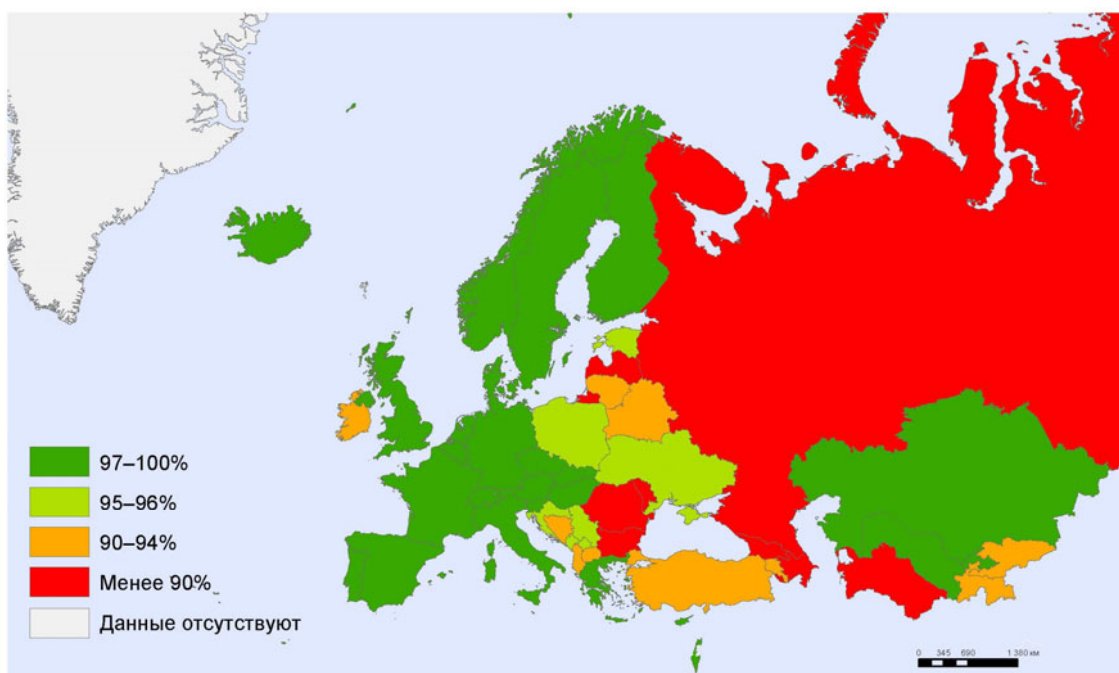 97–100%
95–96%
90–94%
Менее 90%
Данные отсутствуют
0 345 690 1 380 км